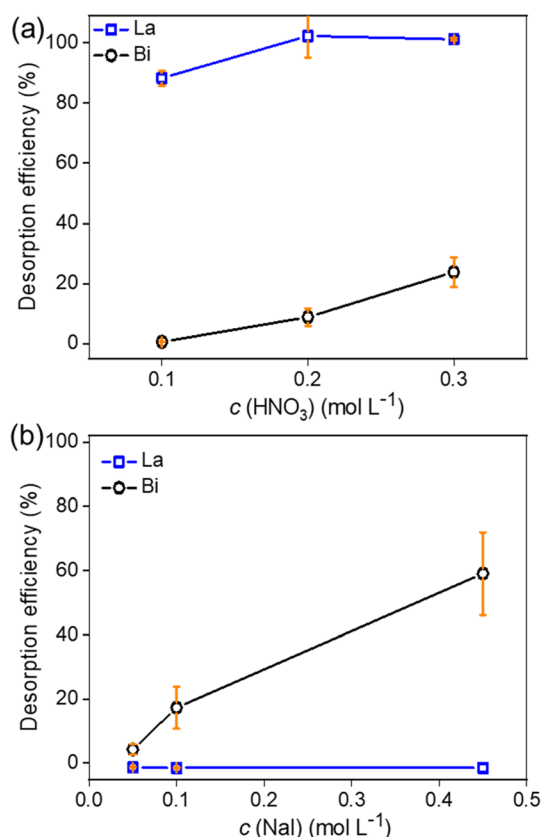 (a)
La
Bi
Desorption efficiency (%)
100
80
60
40
20
0
0.1 0.2 0.3
c (HNO₃) (mol L⁻¹)
(b)
La
Bi
Desorption efficiency (%)
100
80
60
40
20
0
0.0 0.1 0.2 0.3 0.4 0.5
c (NaI) (mol L⁻¹)